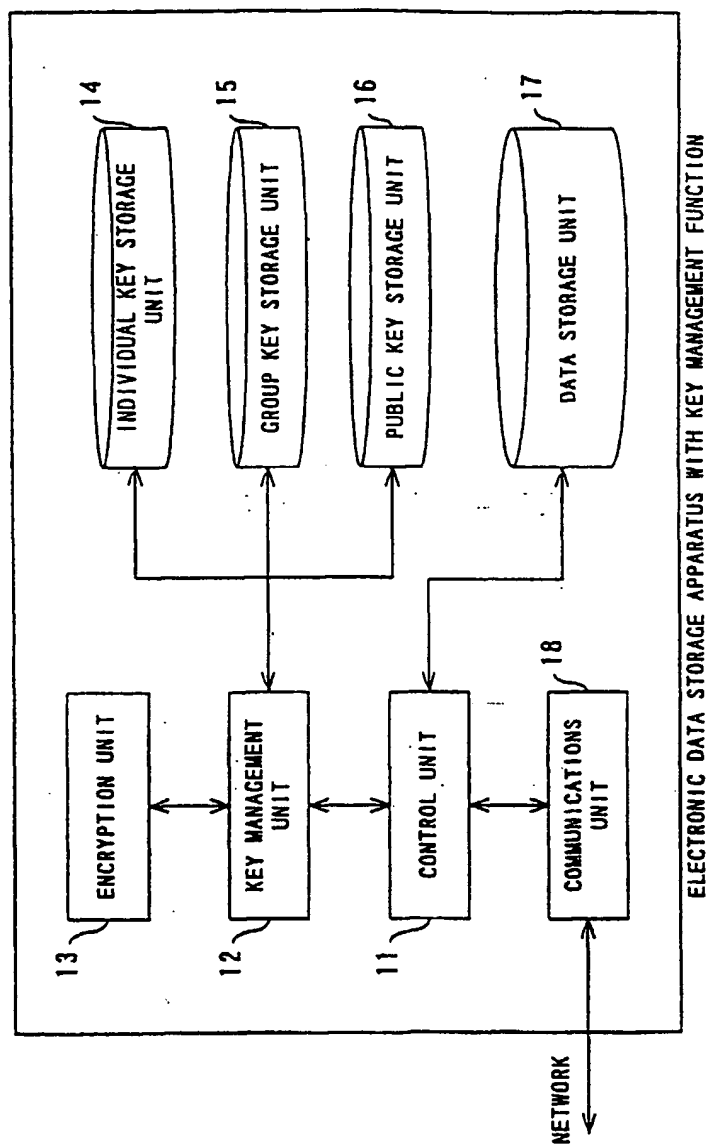 13
ENCRYPTION UNIT
12
KEY MANAGEMENT
UNIT
11
CONTROL UNIT
18
COMMUNICATIONS
UNIT
NETWORK
14
INDIVIDUAL KEY STORAGE
UNIT
15
GROUP KEY STORAGE UNIT
16
PUBLIC KEY STORAGE UNIT
17
DATA STORAGE UNIT
ELECTRONIC DATA STORAGE APPARATUS WITH KEY MANAGEMENT FUNCTION